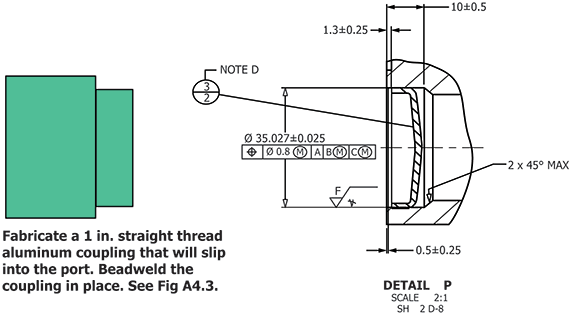 10±0.5
1.3±0.25
NOTE D
3
2
Ø 35.027±0.025
⌖ Ø 0.8 Ⓜ A BⓂ CⓂ
F
2 x 45° MAX
0.5±0.25
Fabricate a 1 in. straight thread
aluminum coupling that will slip
into the port. Beadweld the
coupling in place. See Fig A4.3.
DETAIL P
SCALE 2:1
SH 2 D-8